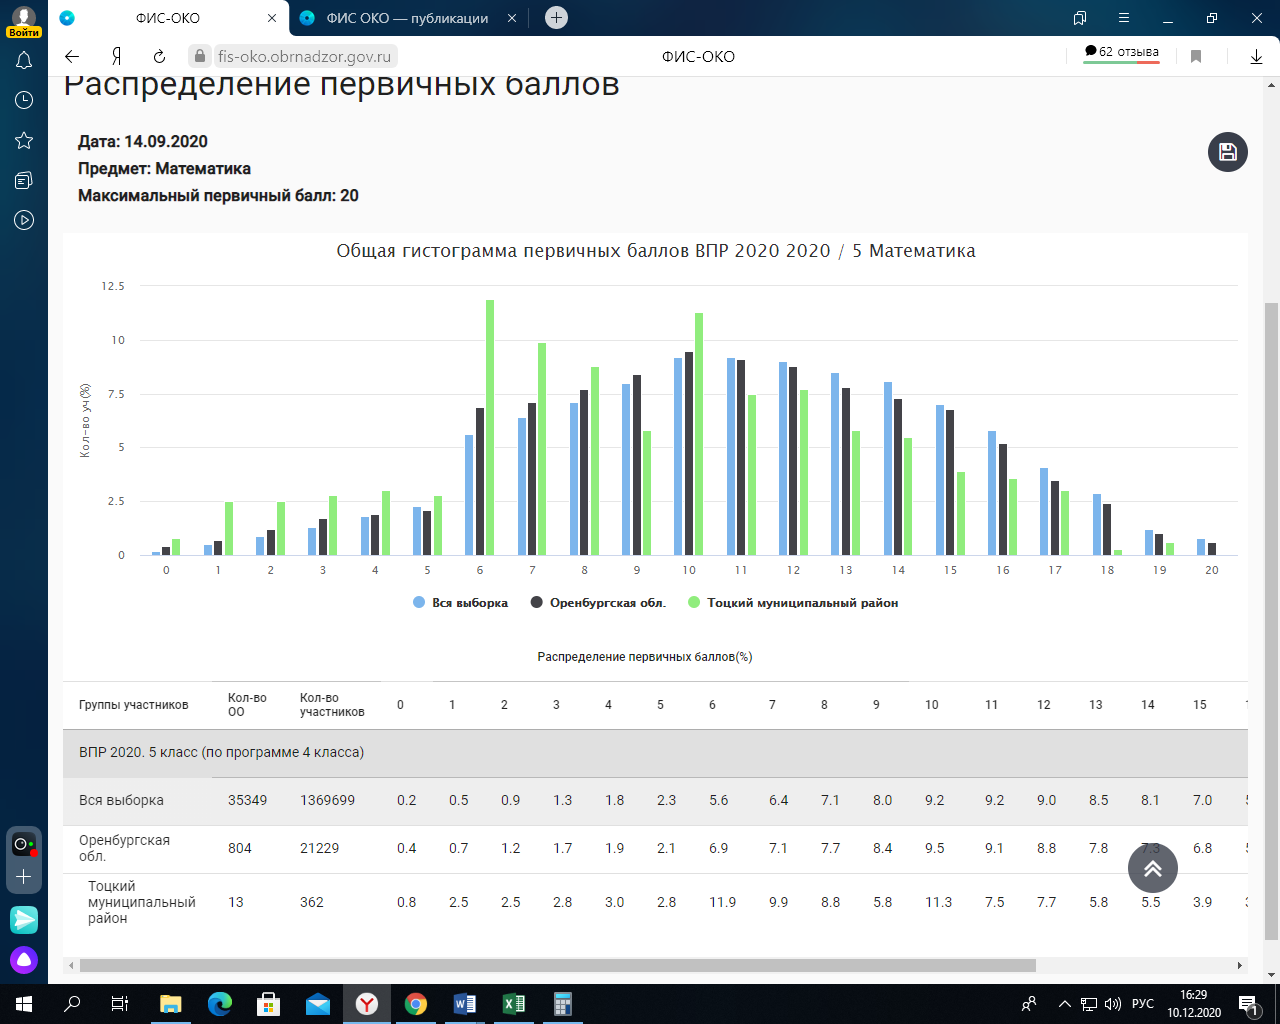 ФИС-ОКО
ФИС ОКО — публикации
Войти
fis-oko.obrnadzor.gov.ru
ФИС-ОКО
62 отзыва
Распределение первичных баллов
Дата: 14.09.2020
Предмет: Математика
Максимальный первичный балл: 20
Общая гистограмма первичных баллов ВПР 2020 2020 / 5 Математика
Кол-во уч(%)
12.5
10
7.5
5
2.5
0
0 1 2 3 4 5 6 7 8 9 10 11 12 13 14 15 16 17 18 19 20
Вся выборка Оренбургская обл. Тоцкий муниципальный район
Распределение первичных баллов(%)
Группы участников Кол-во ОО Кол-во участников 0 1 2 3 4 5 6 7 8 9 10 11 12 13 14 15
ВПР 2020. 5 класс (по программе 4 класса)
Вся выборка 35349 1369699 0.2 0.5 0.9 1.3 1.8 2.3 5.6 6.4 7.1 8.0 9.2 9.2 9.0 8.5 8.1 7.0
Оренбургская обл. 804 21229 0.4 0.7 1.2 1.7 1.9 2.1 6.9 7.1 7.7 8.4 9.5 9.1 8.8 7.8 7.3 6.8
Тоцкий муниципальный район 13 362 0.8 2.5 2.5 2.8 3.0 2.8 11.9 9.9 8.8 5.8 11.3 7.5 7.7 5.8 5.5 3.9
РУС
16:29
10.12.2020
1